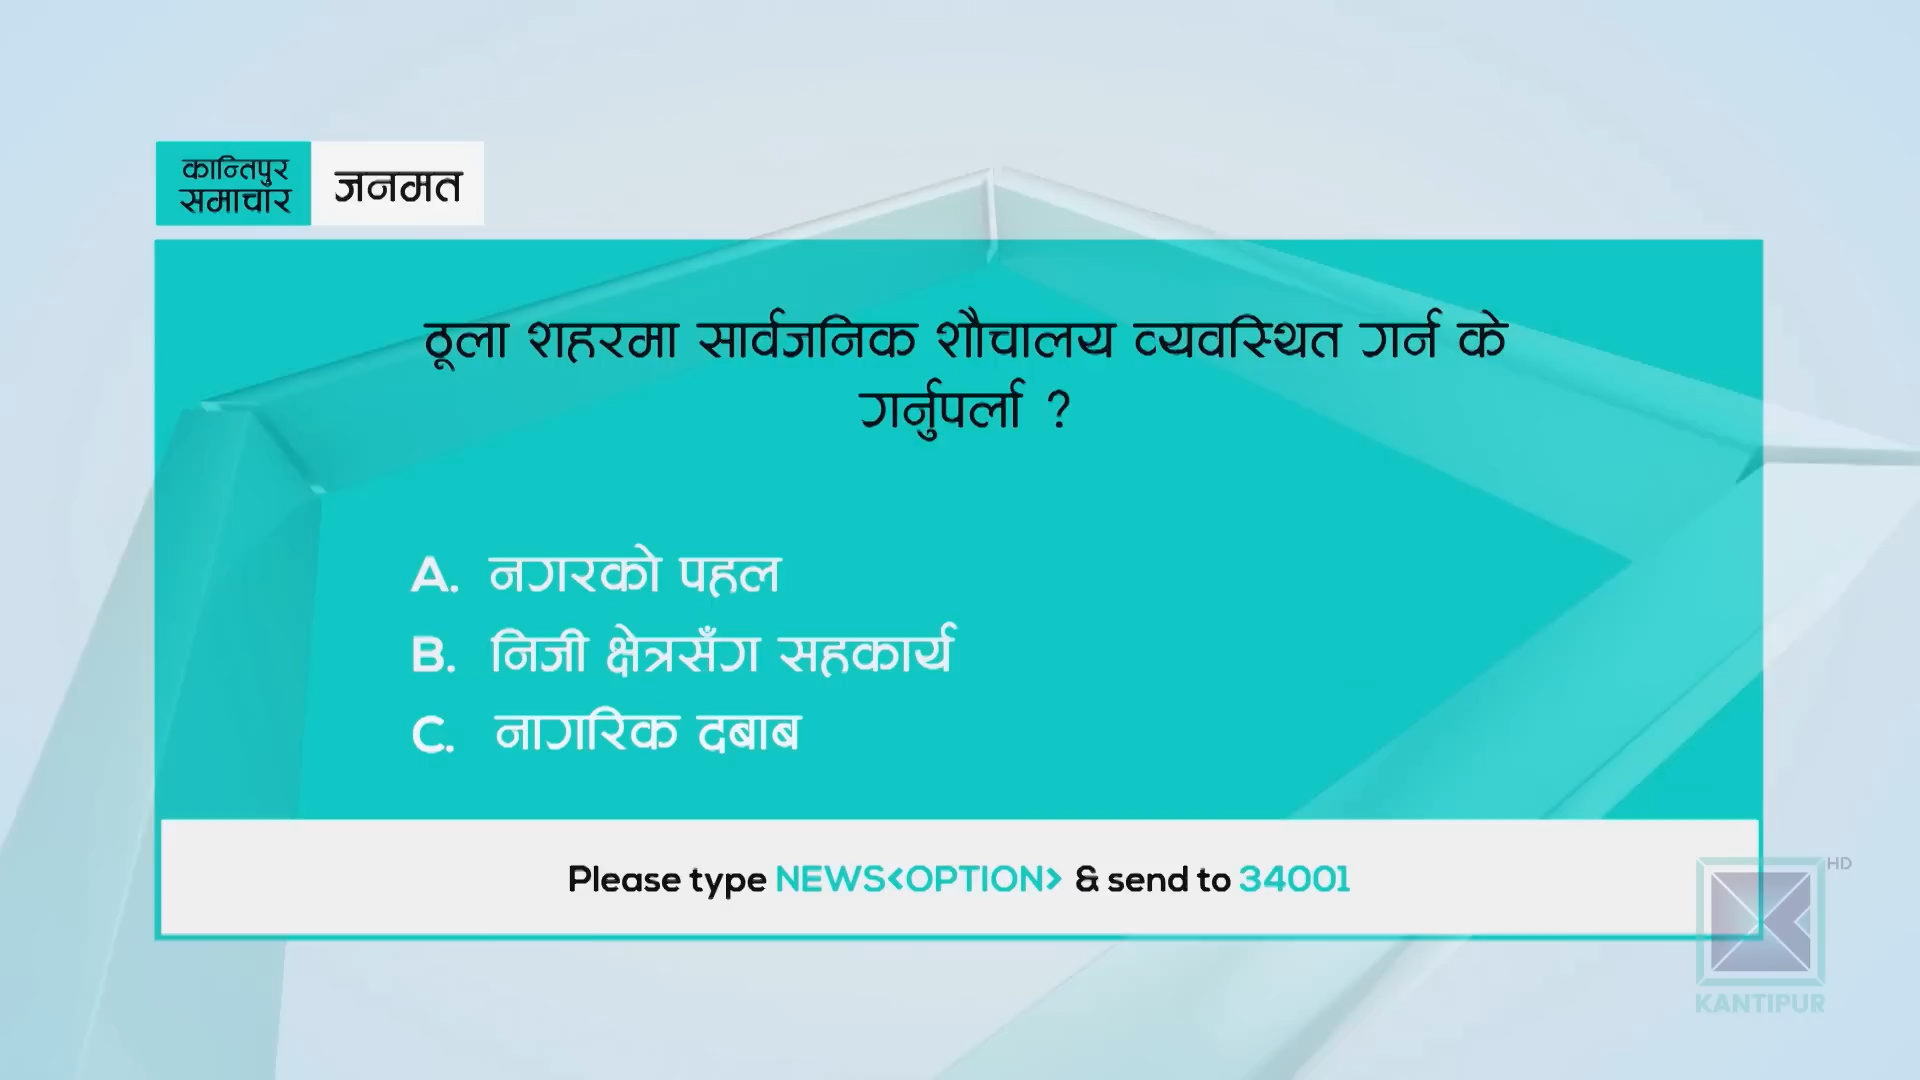 कान्तिपुर
समाचार
जनमत
ठूला शहरमा सार्वजनिक शौचालय व्यवस्थित गर्न के
गर्नुपर्ला ?
A. नगरको पहल
B. निजी क्षेत्रसँग सहकार्य
C. नागरिक दबाब
Please type NEWS<OPTION> & send to 34001
HD
KANTIPUR